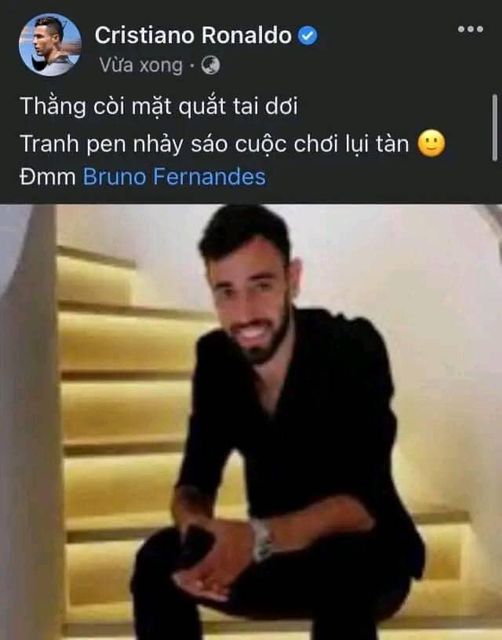 Cristiano Ronaldo
Vừa xong ·
Thằng còi mặt quắt tai dơi
Tranh pen nhảy sáo cuộc chơi lụi tàn 🙂
Đmm Bruno Fernandes